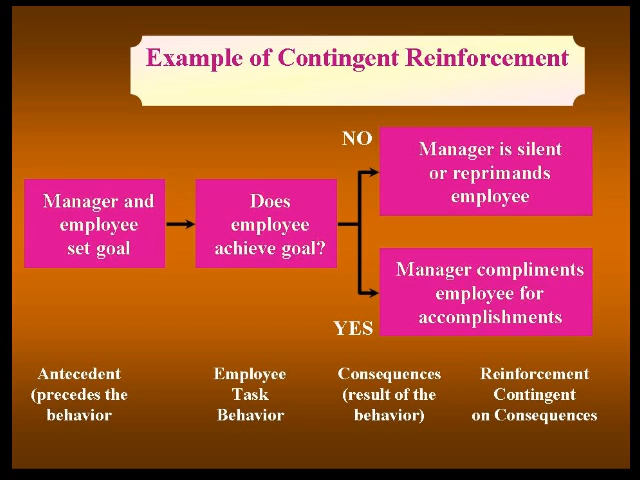 Example of Contingent Reinforcement
Manager and
employee
set goal
Does
employee
achieve goal?
NO
Manager is silent
or reprimands
employee
YES
Manager compliments
employee for
accomplishments
Antecedent
(precedes the
behavior
Employee
Task
Behavior
Consequences
(result of the
behavior)
Reinforcement
Contingent
on Consequences